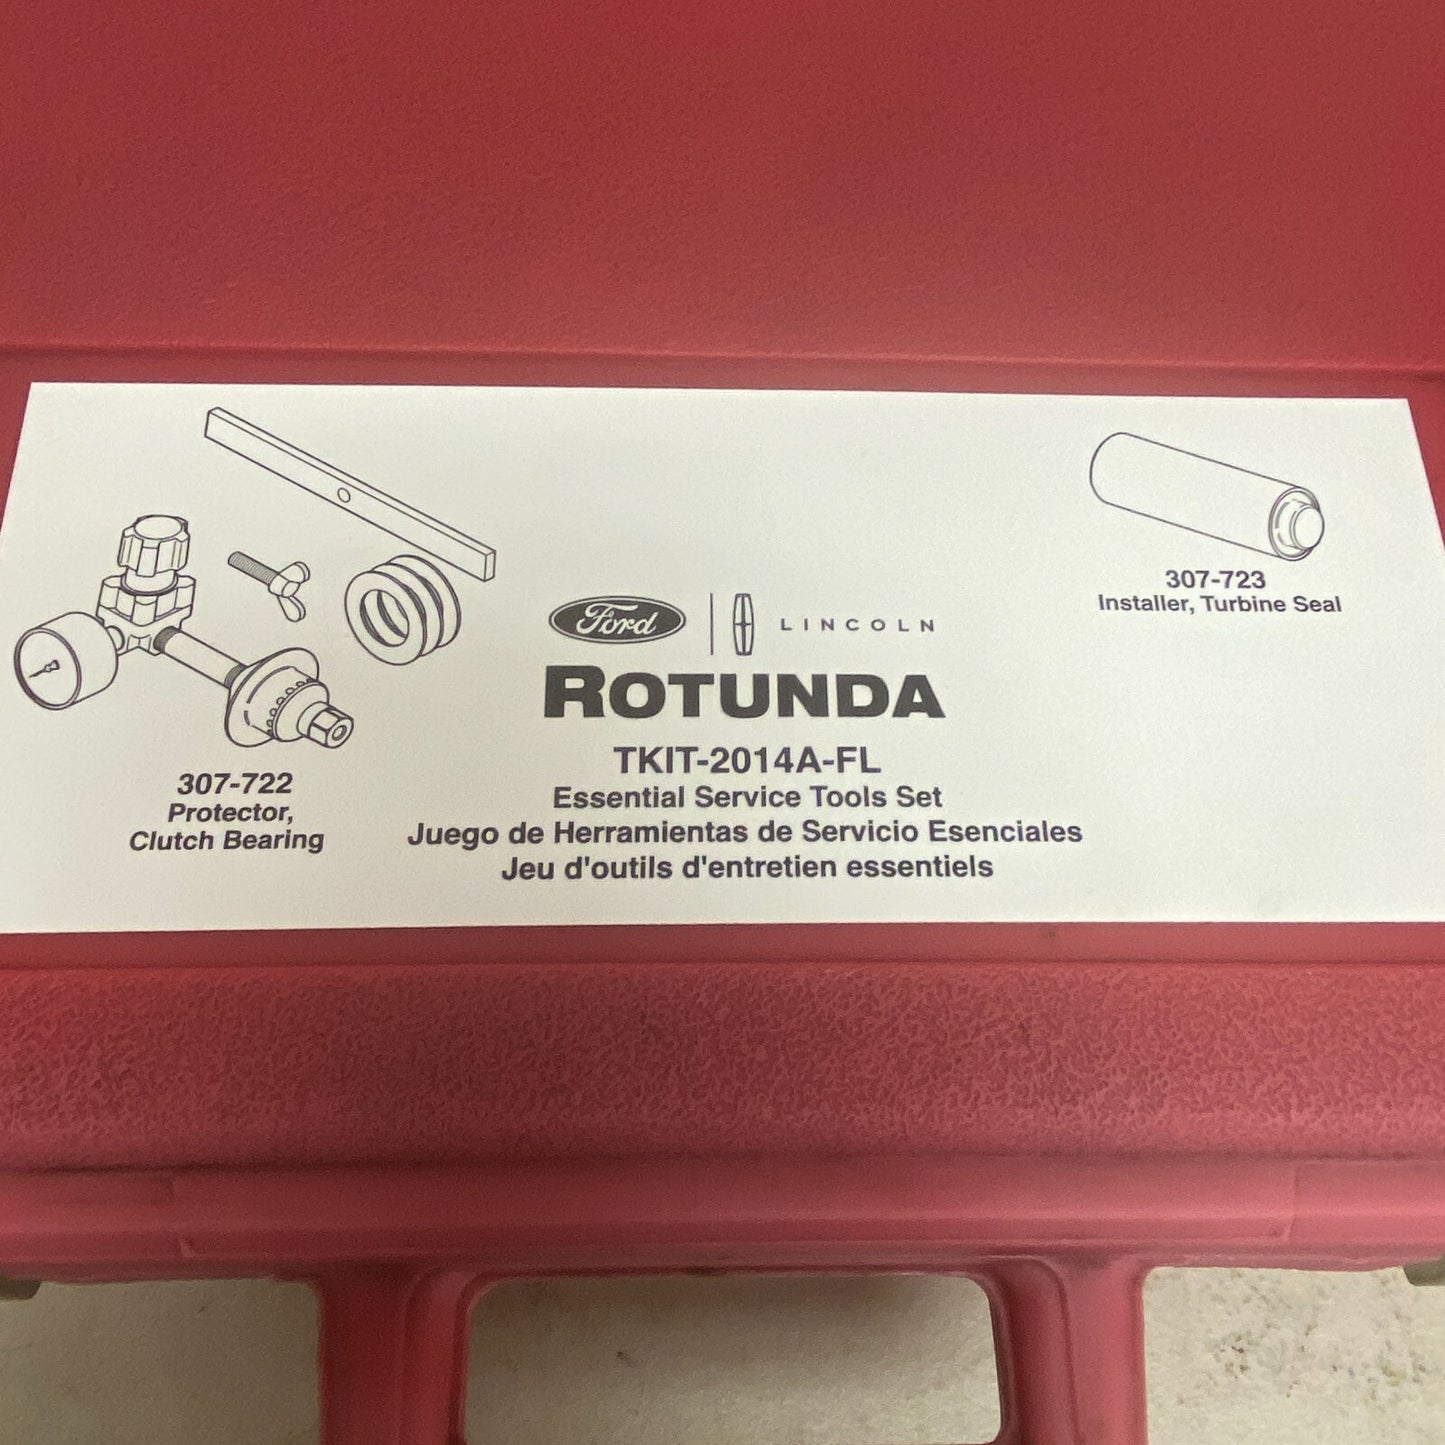 307-722
Protector,
Clutch Bearing
Ford
LINCOLN
ROTUNDA
TKIT-2014A-FL
Essential Service Tools Set
Juego de Herramientas de Servicio Esenciales
Jeu d'outils d'entretien essentiels
307-723
Installer, Turbine Seal